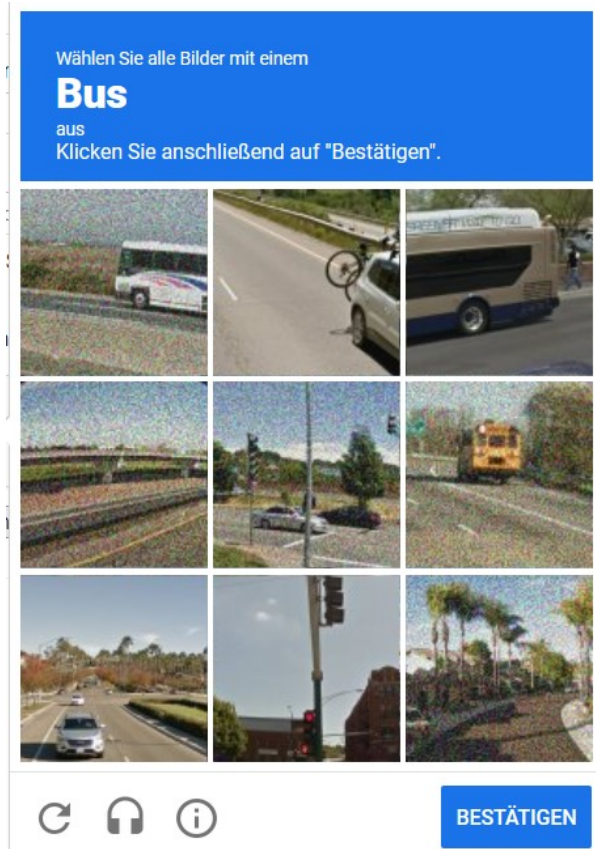 Wählen Sie alle Bilder mit einem
Bus
aus
Klicken Sie anschließend auf "Bestätigen".
BESTÄTIGEN